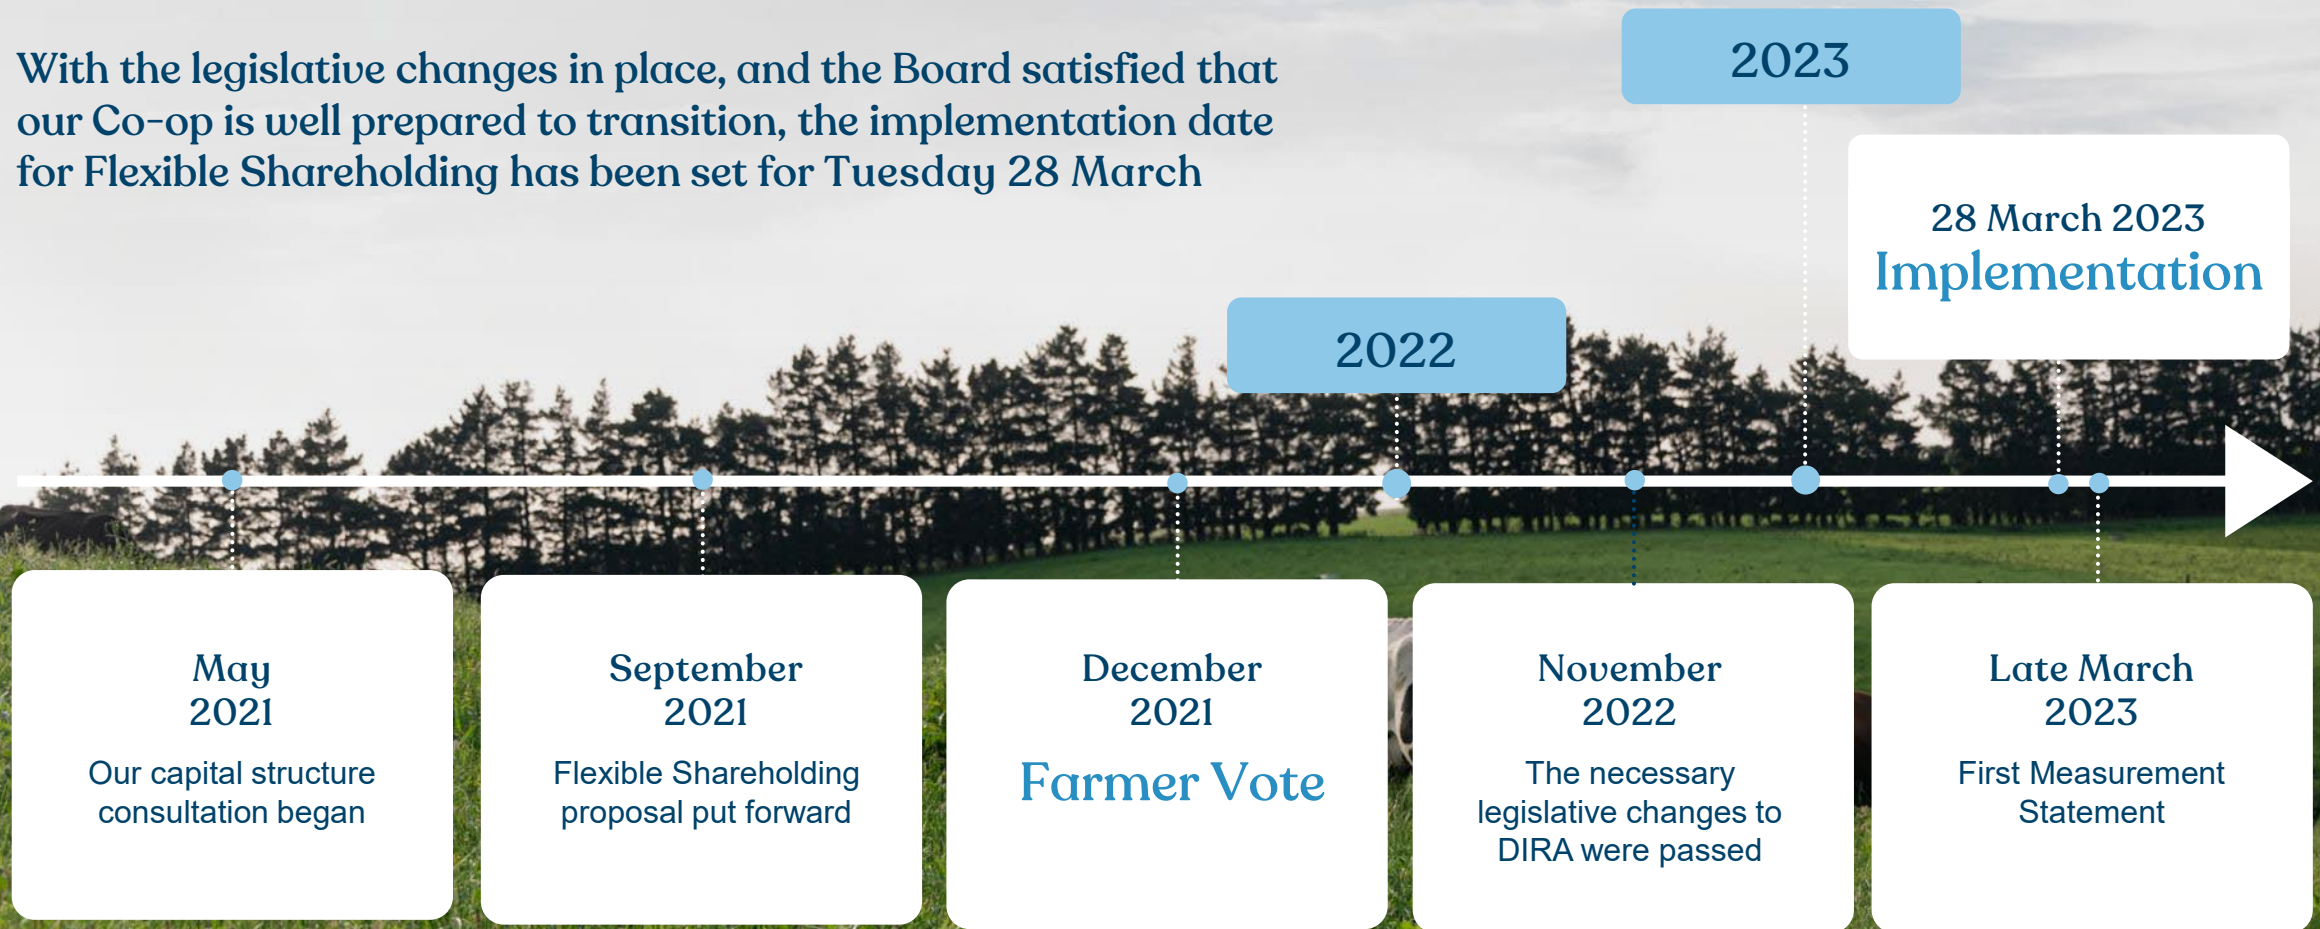 With the legislative changes in place, and the Board satisfied that
our Co-op is well prepared to transition, the implementation date
for Flexible Shareholding has been set for Tuesday 28 March
2023
28 March 2023
Implementation
2022
May
2021
Our capital structure
consultation began
September
2021
Flexible Shareholding
proposal put forward
December
2021
Farmer Vote
November
2022
The necessary
legislative changes to
DIRA were passed
Late March
2023
First Measurement
Statement